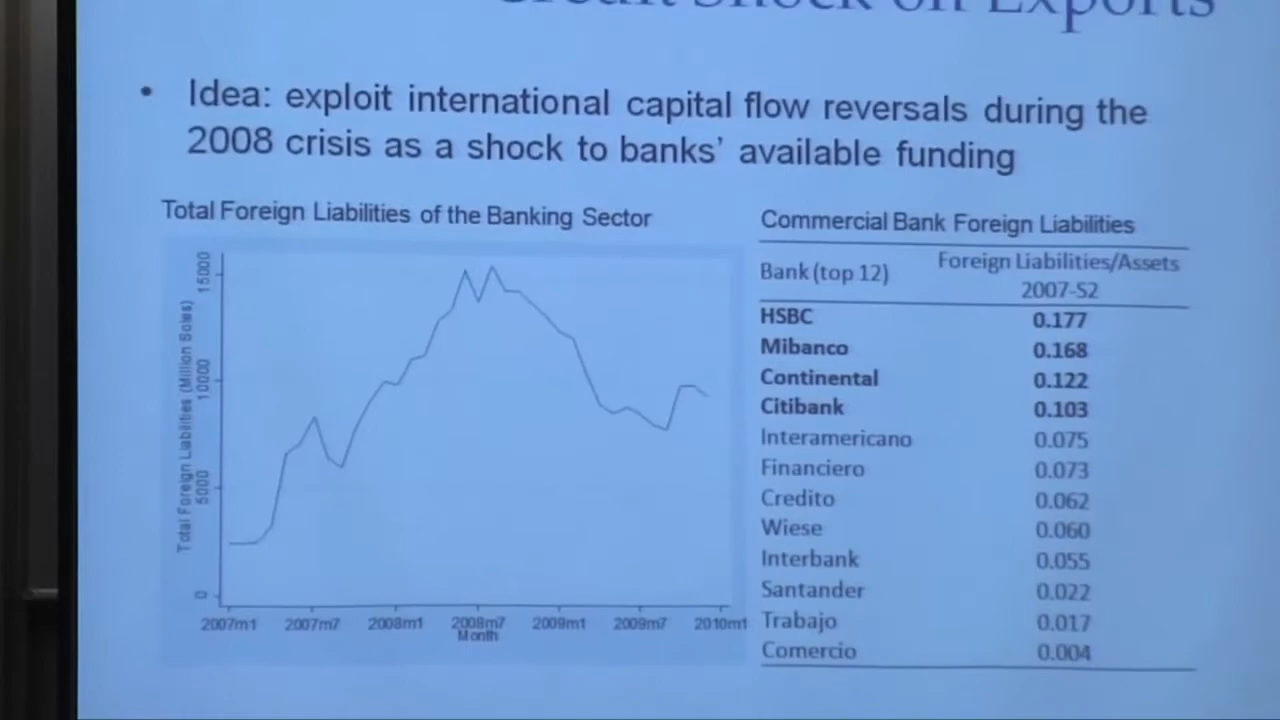 Credit Shock on Exports
• Idea: exploit international capital flow reversals during the
2008 crisis as a shock to banks' available funding
Total Foreign Liabilities of the Banking Sector
Total Foreign Liabilities (Million Soles)
15000
10000
5000
0
2007m1 2007m7 2008m1 2008m7 2009m1 2009m7 2010m1
Month
Commercial Bank Foreign Liabilities
Bank (top 12) Foreign Liabilities/Assets
2007-S2
HSBC 0.177
Mibanco 0.168
Continental 0.122
Citibank 0.103
Interamericano 0.075
Financiero 0.073
Credito 0.062
Wiese 0.060
Interbank 0.055
Santander 0.022
Trabajo 0.017
Comercio 0.004